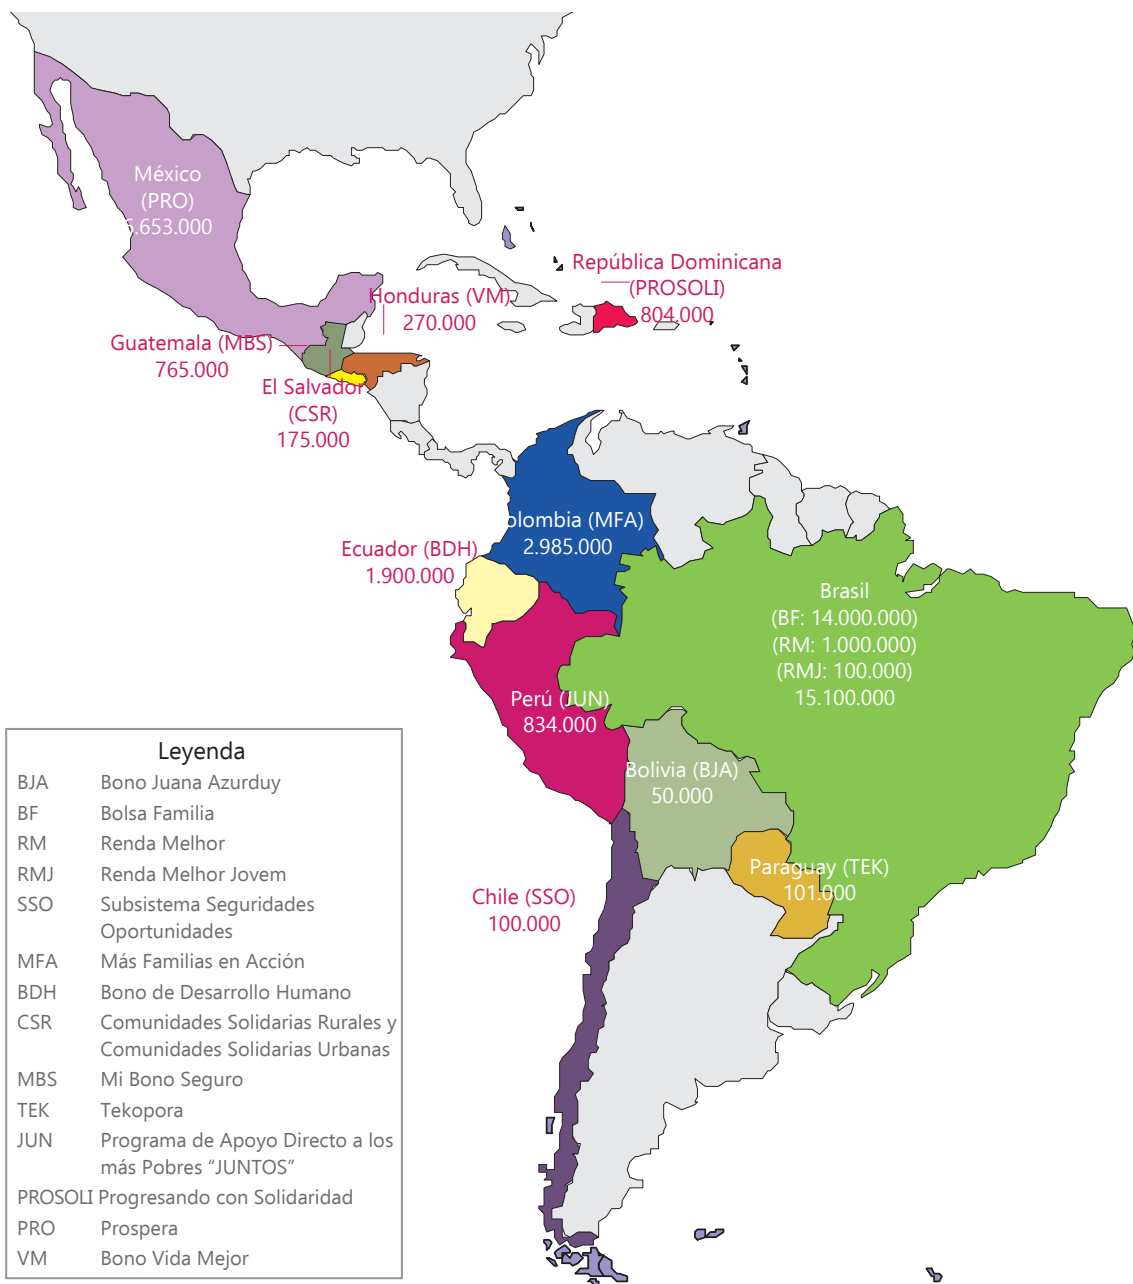 México
(PRO)
6.653.000
República Dominicana
(PROSOLI)
804.000
Honduras (VM)
270.000
Guatemala (MBS)
765.000
El Salvador
(CSR)
175.000
Colombia (MFA)
2.985.000
Ecuador (BDH)
1.900.000
Brasil
(BF: 14.000.000)
(RM: 1.000.000)
(RMJ: 100.000)
15.100.000
Perú (JUN)
834.000
Bolivia (BJA)
50.000
Paraguay (TEK)
101.000
Chile (SSO)
100.000
Leyenda
BJA Bono Juana Azurduy
BF Bolsa Familia
RM Renda Melhor
RMJ Renda Melhor Jovem
SSO Subsistema Seguridades
Oportunidades
MFA Más Familias en Acción
BDH Bono de Desarrollo Humano
CSR Comunidades Solidarias Rurales y
Comunidades Solidarias Urbanas
MBS Mi Bono Seguro
TEK Tekopora
JUN Programa de Apoyo Directo a los
más Pobres “JUNTOS”
PROSOLI Progresando con Solidaridad
PRO Prospera
VM Bono Vida Mejor